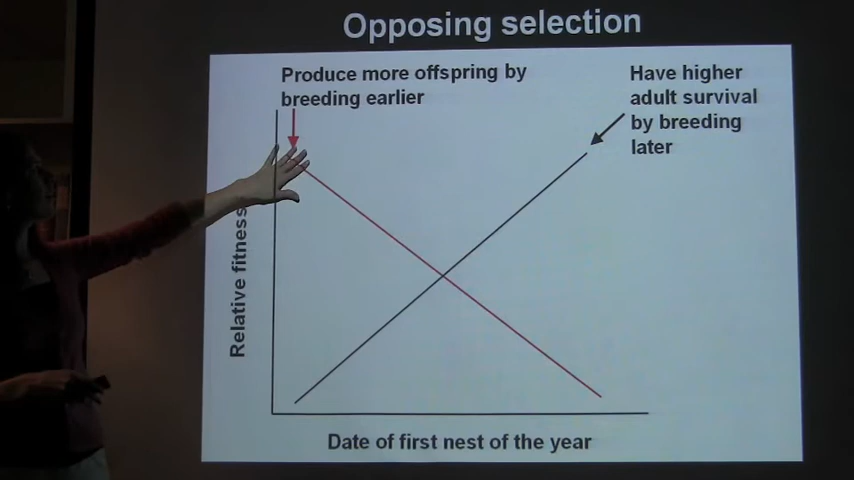 Opposing selection
Produce more offspring by
breeding earlier
Have higher
adult survival
by breeding
later
Relative fitness
Date of first nest of the year